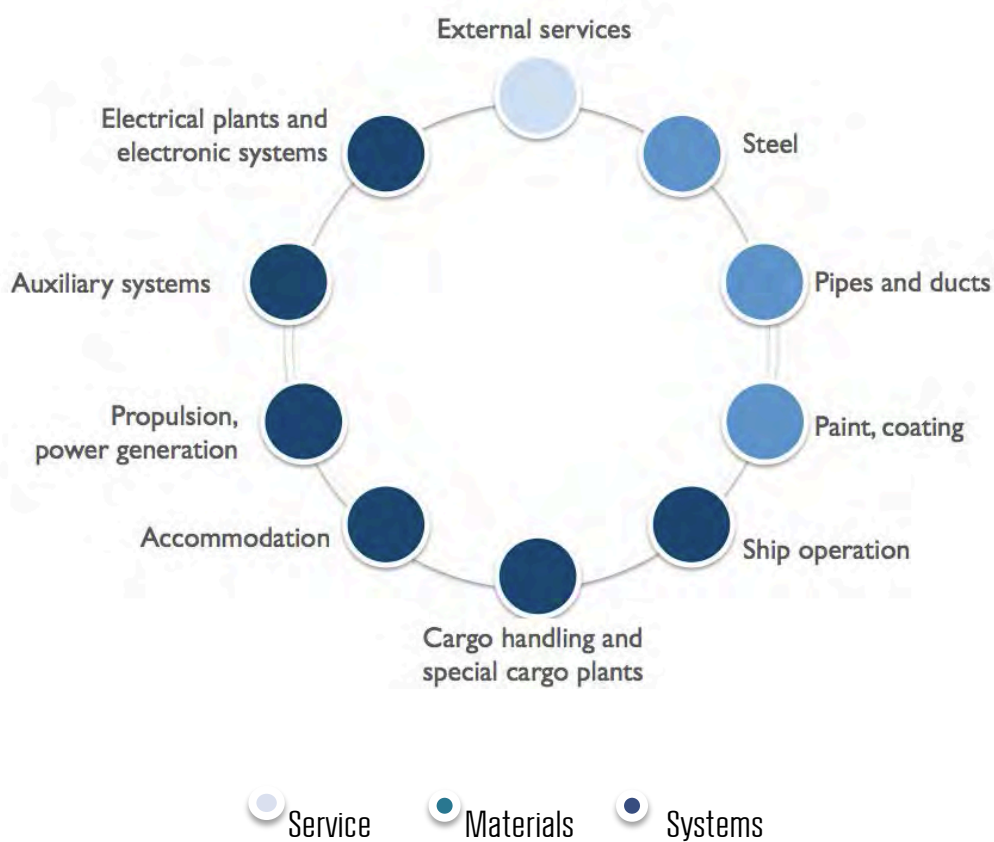 External services
Electrical plants and
electronic systems
Steel
Auxiliary systems
Pipes and ducts
Propulsion,
power generation
Paint, coating
Accommodation
Ship operation
Cargo handling and
special cargo plants
Service
Materials
Systems